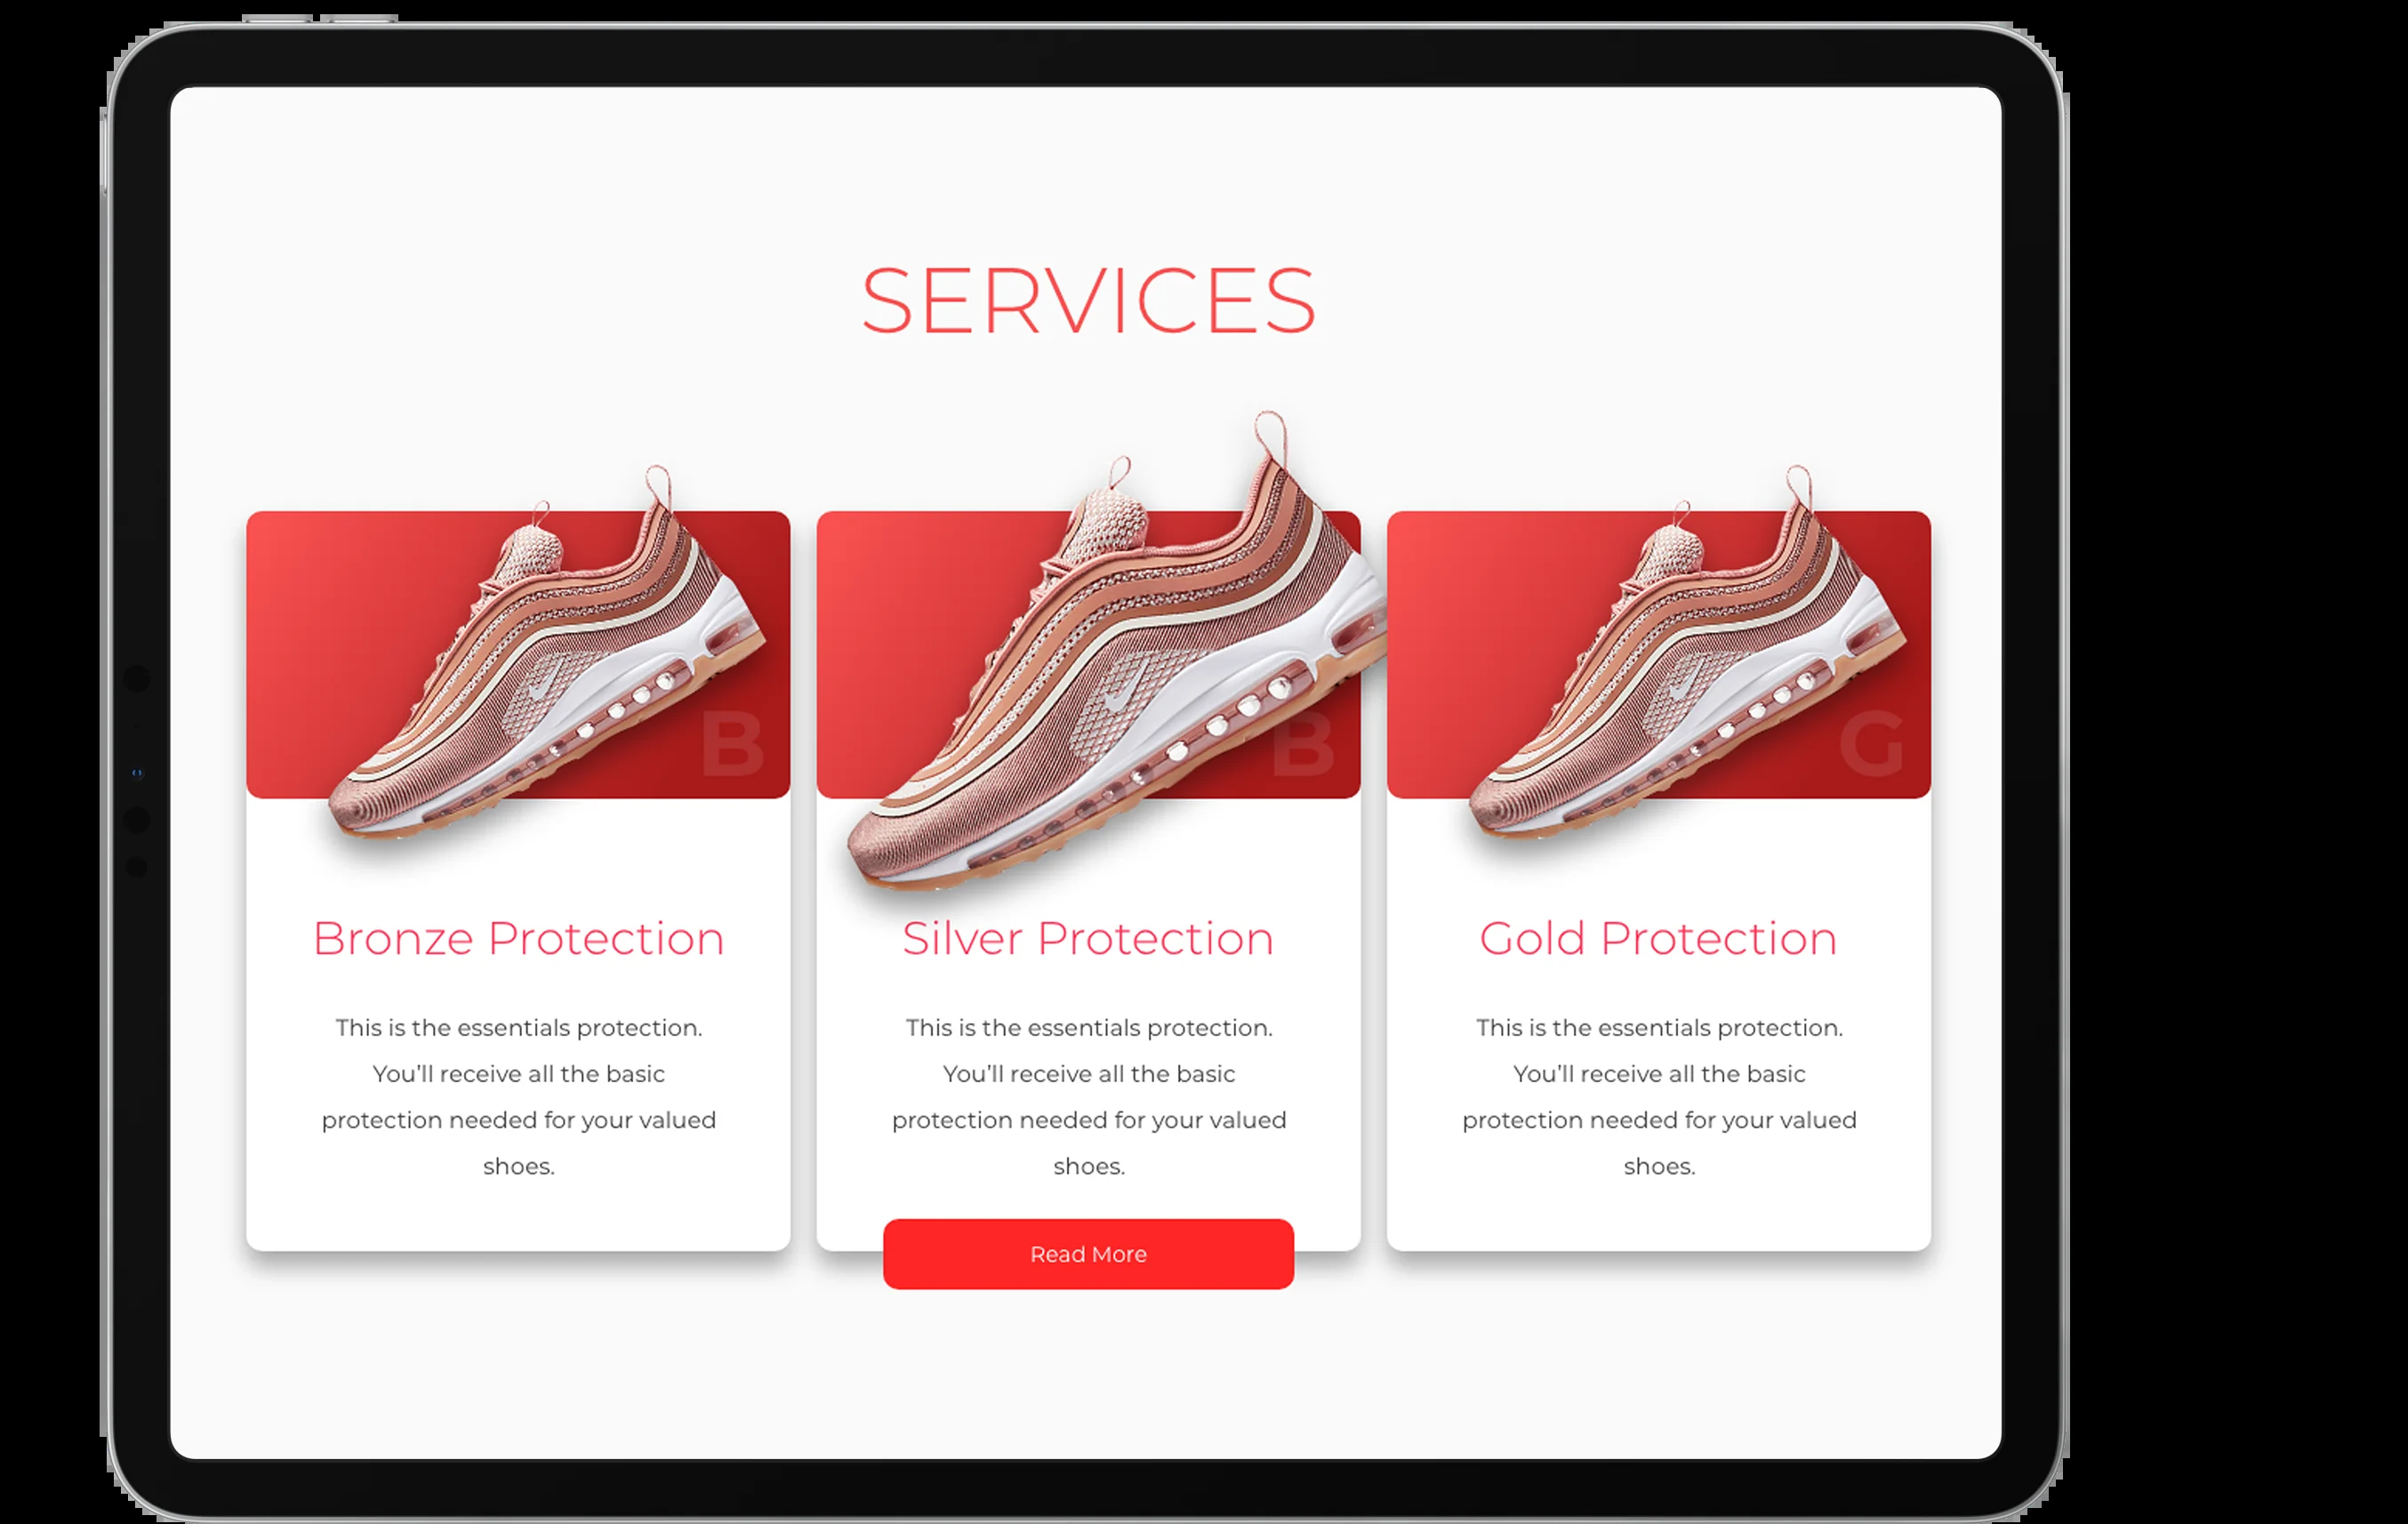 SERVICES
B
Bronze Protection
This is the essentials protection.
You'll receive all the basic
protection needed for your valued
shoes.
B
Silver Protection
This is the essentials protection.
You'll receive all the basic
protection needed for your valued
shoes.
Read More
G
Gold Protection
This is the essentials protection.
You'll receive all the basic
protection needed for your valued
shoes.